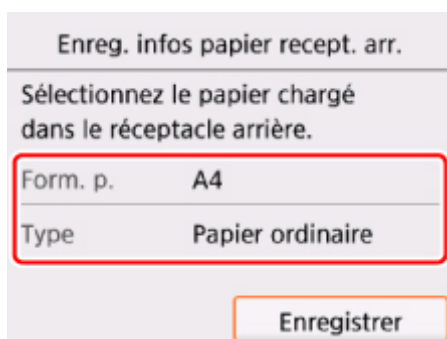 Enreg. infos papier recept. arr.
Sélectionnez le papier chargé
dans le réceptacle arrière.
Form. p. A4
Type Papier ordinaire
Enregistrer